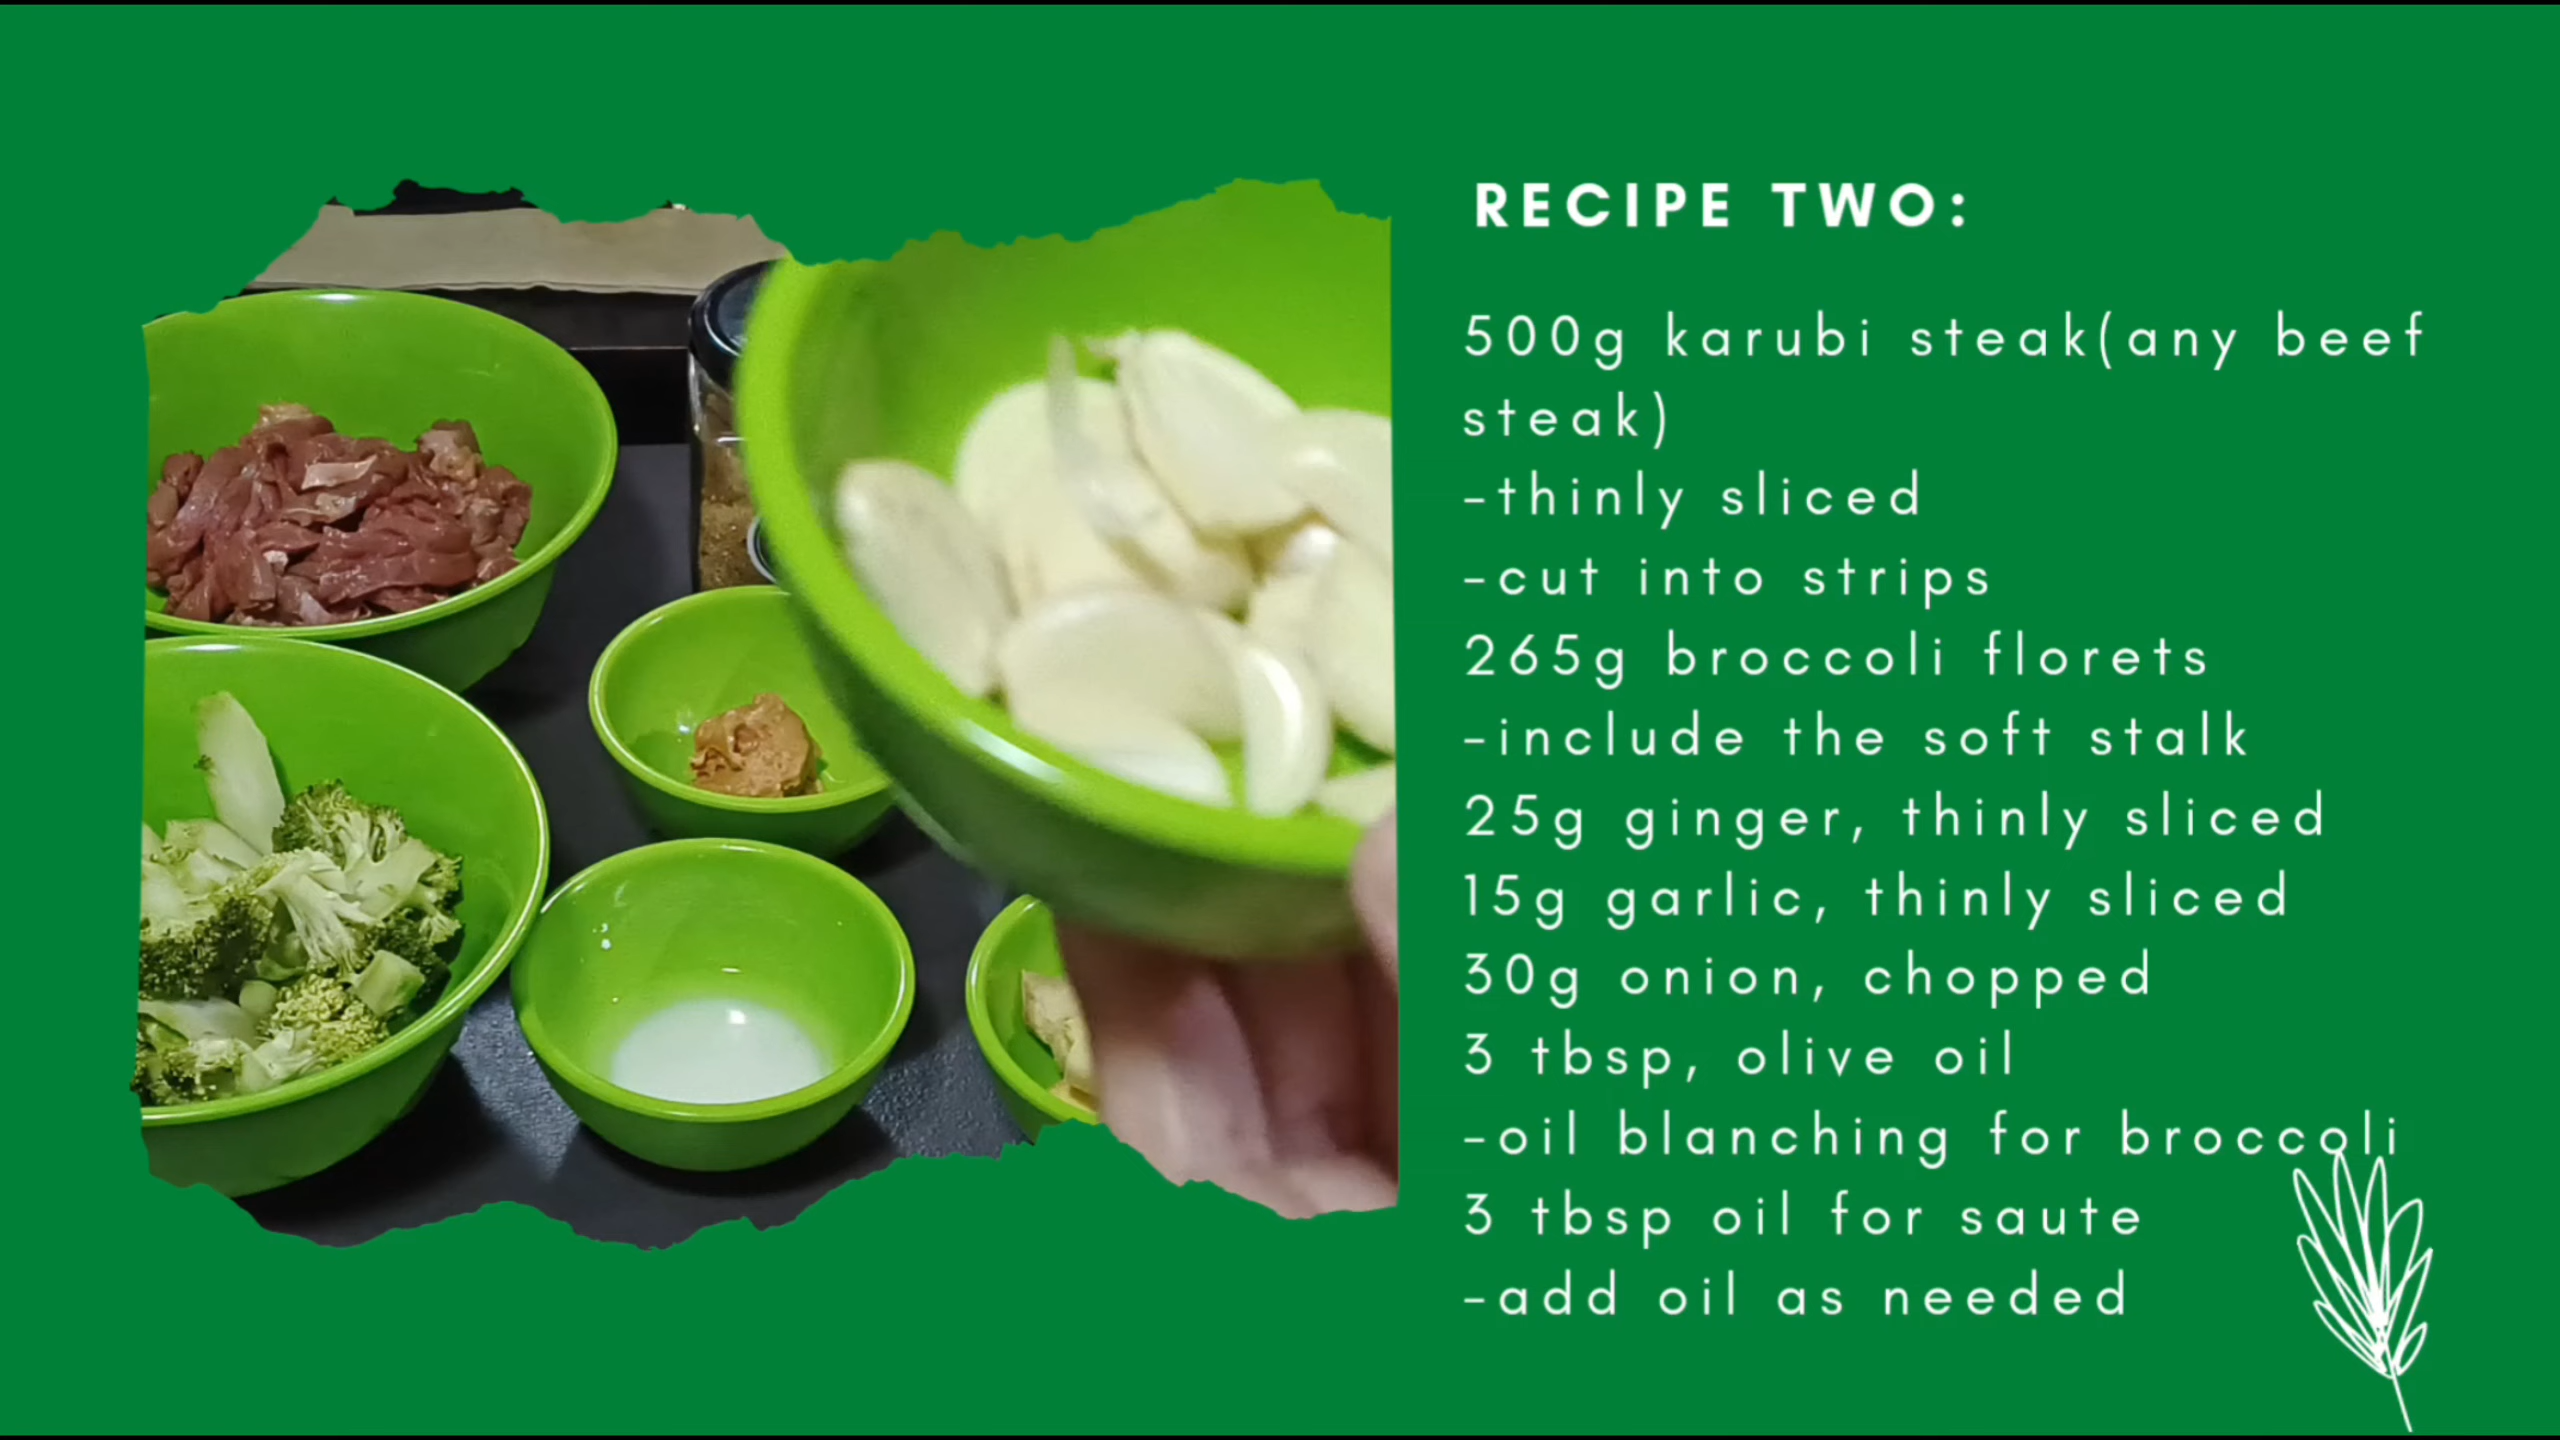 RECIPE TWO:
500g karubi steak(any beef
steak)
-thinly sliced
-cut into strips
265g broccoli florets
-include the soft stalk
25g ginger, thinly sliced
15g garlic, thinly sliced
30g onion, chopped
3 tbsp, olive oil
-oil blanching for broccoli
3 tbsp oil for saute
-add oil as needed